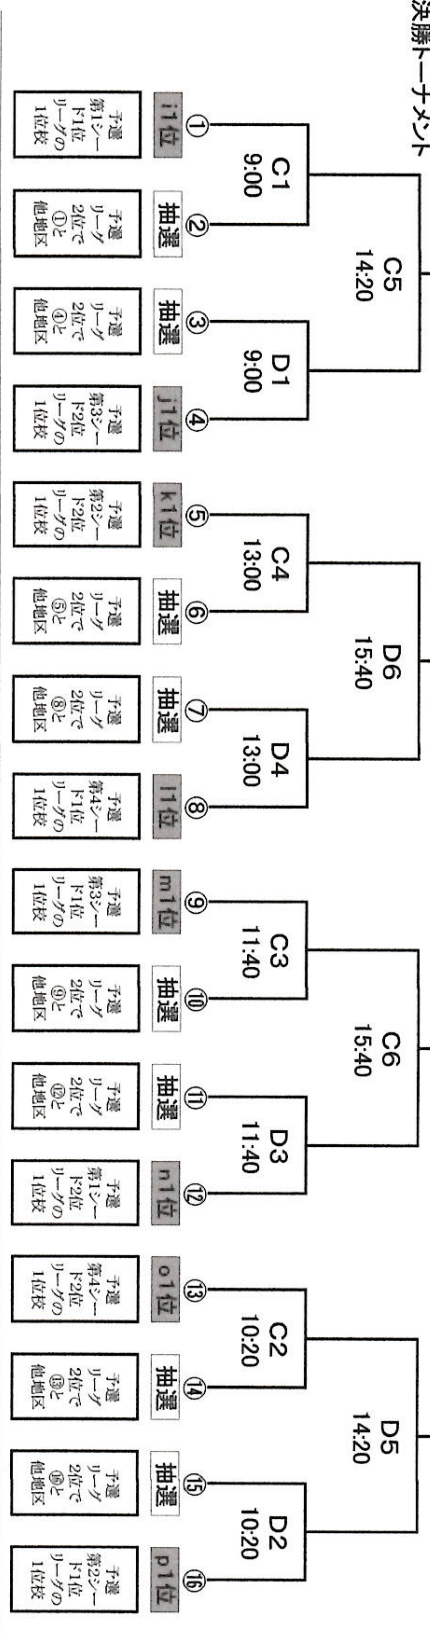 決勝トーナメント
C5
14:20
D6
15:40
C6
15:40
D5
14:20
C1
9:00
D1
9:00
C4
13:00
D4
13:00
C3
11:40
D3
11:40
C2
10:20
D2
10:20
①
i1位
予選
第1シー
ド1位
リーグの
1位校
②
抽選
予選
リーグ
2位で
①と
他地区
③
抽選
予選
リーグ
2位で
④と
他地区
④
j1位
予選
第3シー
ド2位
リーグの
1位校
⑤
k1位
予選
第2シー
ド2位
リーグの
1位校
⑥
抽選
予選
リーグ
2位で
⑤と
他地区
⑦
抽選
予選
リーグ
2位で
⑧と
他地区
⑧
l1位
予選
第4シー
ド1位
リーグの
1位校
⑨
m1位
予選
第3シー
ド1位
リーグの
1位校
⑩
抽選
予選
リーグ
2位で
⑨と
他地区
⑪
抽選
予選
リーグ
2位で
⑫と
他地区
⑫
n1位
予選
第1シー
ド2位
リーグの
1位校
⑬
o1位
予選
第4シー
ド2位
リーグの
1位校
⑭
抽選
予選
リーグ
2位で
⑬と
他地区
⑮
抽選
予選
リーグ
2位で
⑯と
他地区
⑯
p1位
予選
第2シー
ド1位
リーグの
1位校